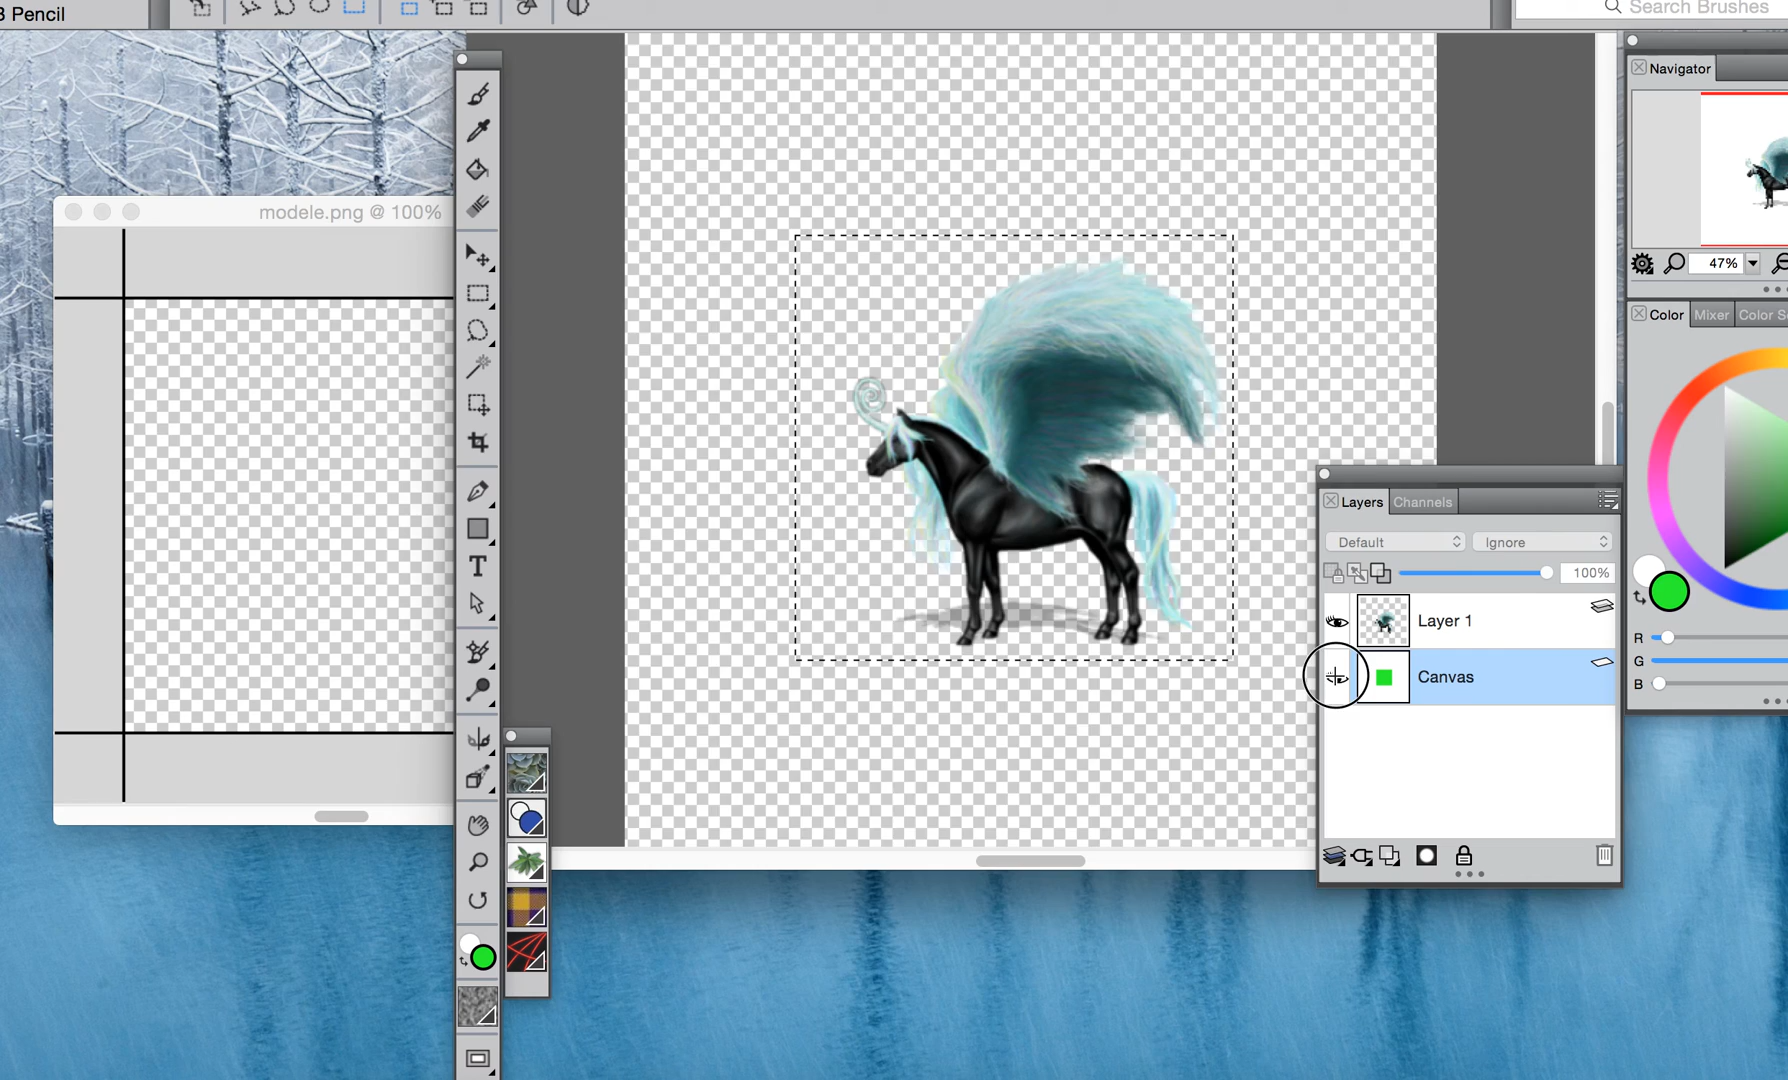 3 Pencil
Search Brushes
Navigator
modele.png @ 100%
47%
Color Mixer Color S
Layers Channels
Default Ignore
100%
Layer 1
Canvas
R
G
B
T